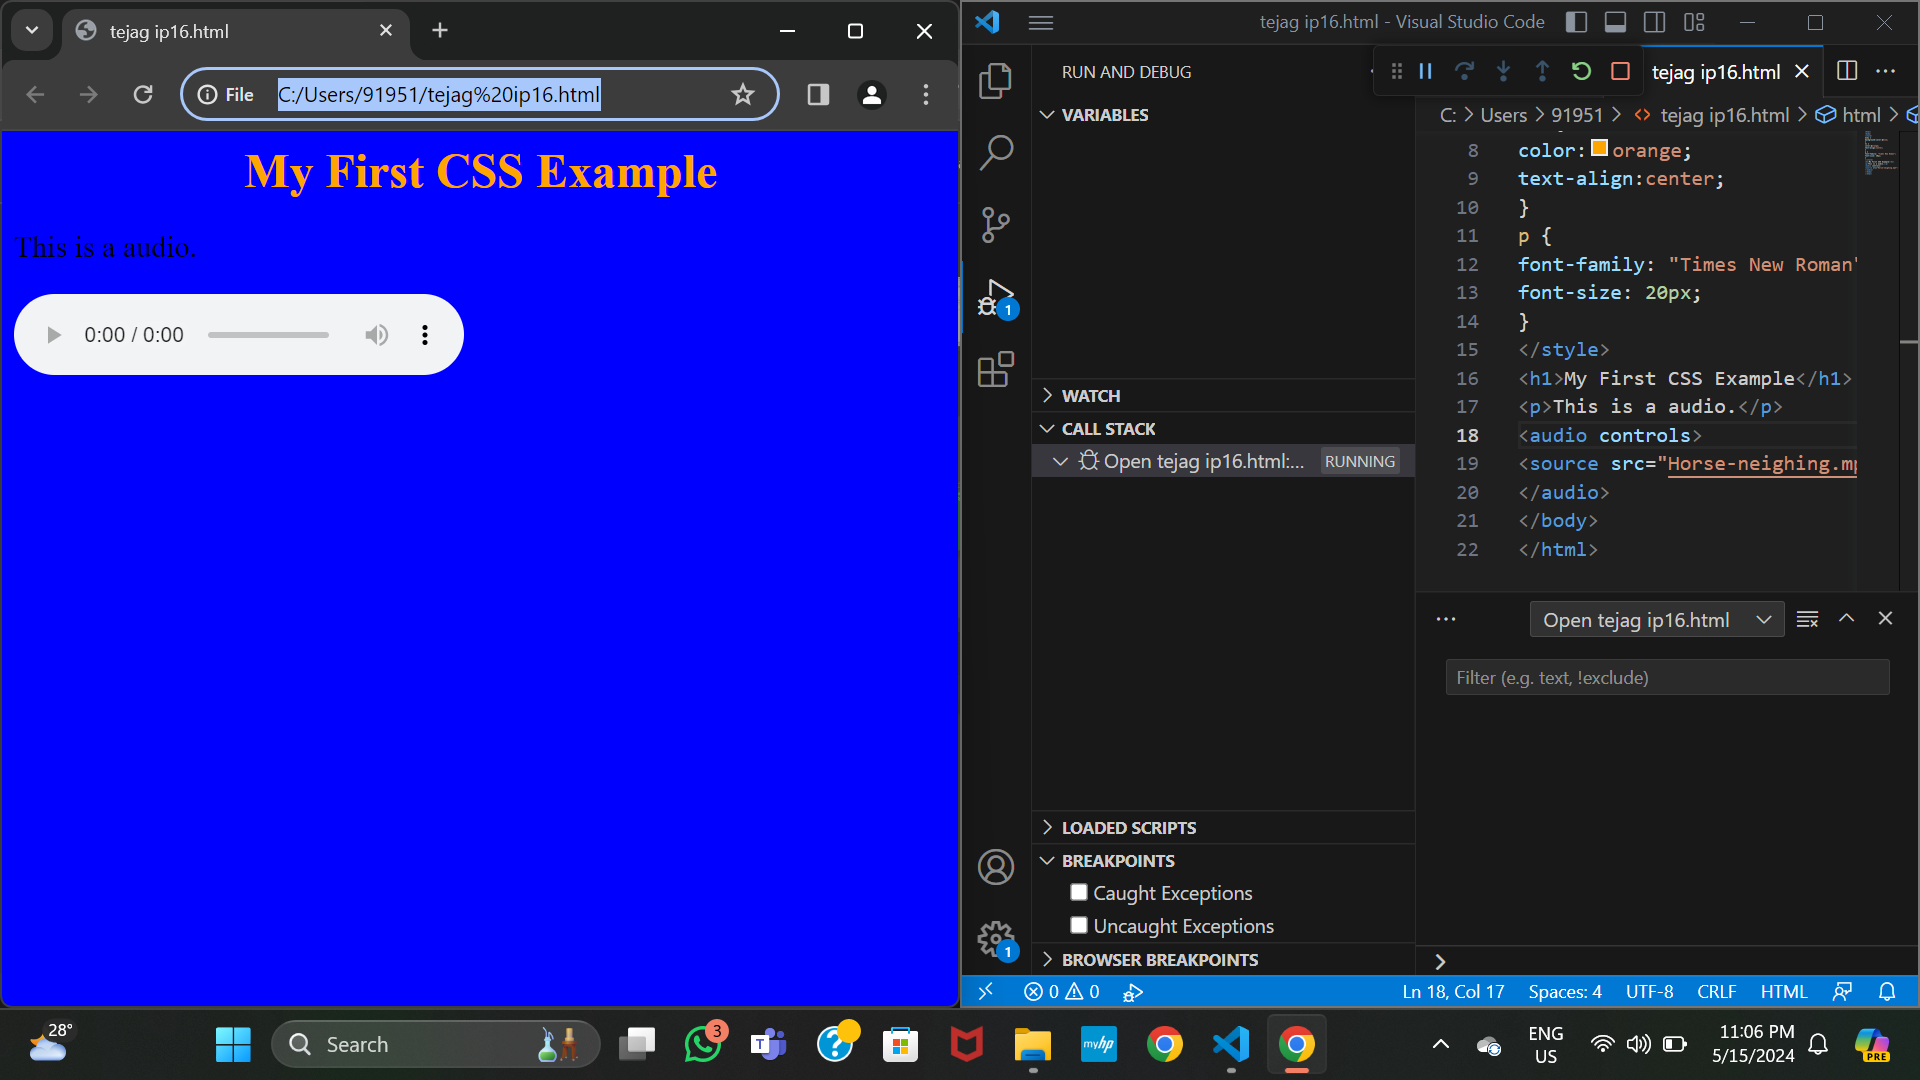 tejag ip16.html
File
C:/Users/91951/tejag%20ip16.html
My First CSS Example
This is a audio.
0:00 / 0:00
tejag ip16.html - Visual Studio Code
RUN AND DEBUG
tejag ip16.html
VARIABLES
C: > Users > 91951 > tejag ip16.html > html >
8 color: orange;
9 text-align:center;
10 }
11 p {
12 font-family: "Times New Roman"
13 font-size: 20px;
14 }
15 </style>
16 <h1>My First CSS Example</h1>
17 <p>This is a audio.</p>
18 <audio controls>
19 <source src="Horse-neighing.mp
20 </audio>
21 </body>
22 </html>
WATCH
CALL STACK
Open tejag ip16.html:...
RUNNING
1
Open tejag ip16.html
Filter (e.g. text, !exclude)
LOADED SCRIPTS
BREAKPOINTS
Caught Exceptions
Uncaught Exceptions
BROWSER BREAKPOINTS
1
0 0
Ln 18, Col 17
Spaces: 4
UTF-8
CRLF
HTML
28°
Search
3
myhp
ENG
US
11:06 PM
5/15/2024
PRE